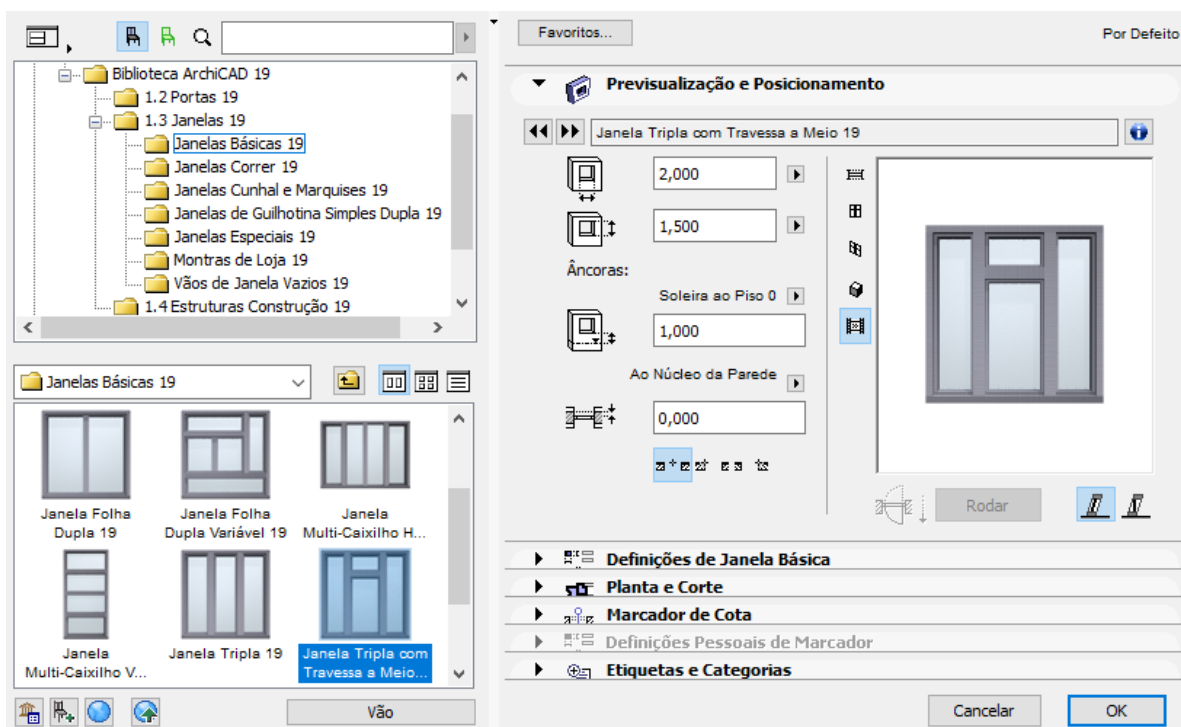 Biblioteca ArchiCAD 19
1.2 Portas 19
1.3 Janelas 19
Janelas Básicas 19
Janelas Correr 19
Janelas Cunhal e Marquises 19
Janelas de Guilhotina Simples Dupla 19
Janelas Especiais 19
Montras de Loja 19
Vãos de Janela Vazios 19
1.4 Estruturas Construção 19
Janelas Básicas 19
Janela Folha
Dupla 19
Janela Folha
Dupla Variável 19
Janela
Multi-Caixilho H...
Janela
Multi-Caixilho V...
Janela Tripla 19
Janela Tripla com
Travessa a Meio...
Vão
Favoritos...
Por Defeito
Previsualização e Posicionamento
Janela Tripla com Travessa a Meio 19
2,000
1,500
Âncoras:
Soleira ao Piso 0
1,000
Ao Núcleo da Parede
0,000
Rodar
Definições de Janela Básica
Planta e Corte
Marcador de Cota
Definições Pessoais de Marcador
Etiquetas e Categorias
Cancelar
OK